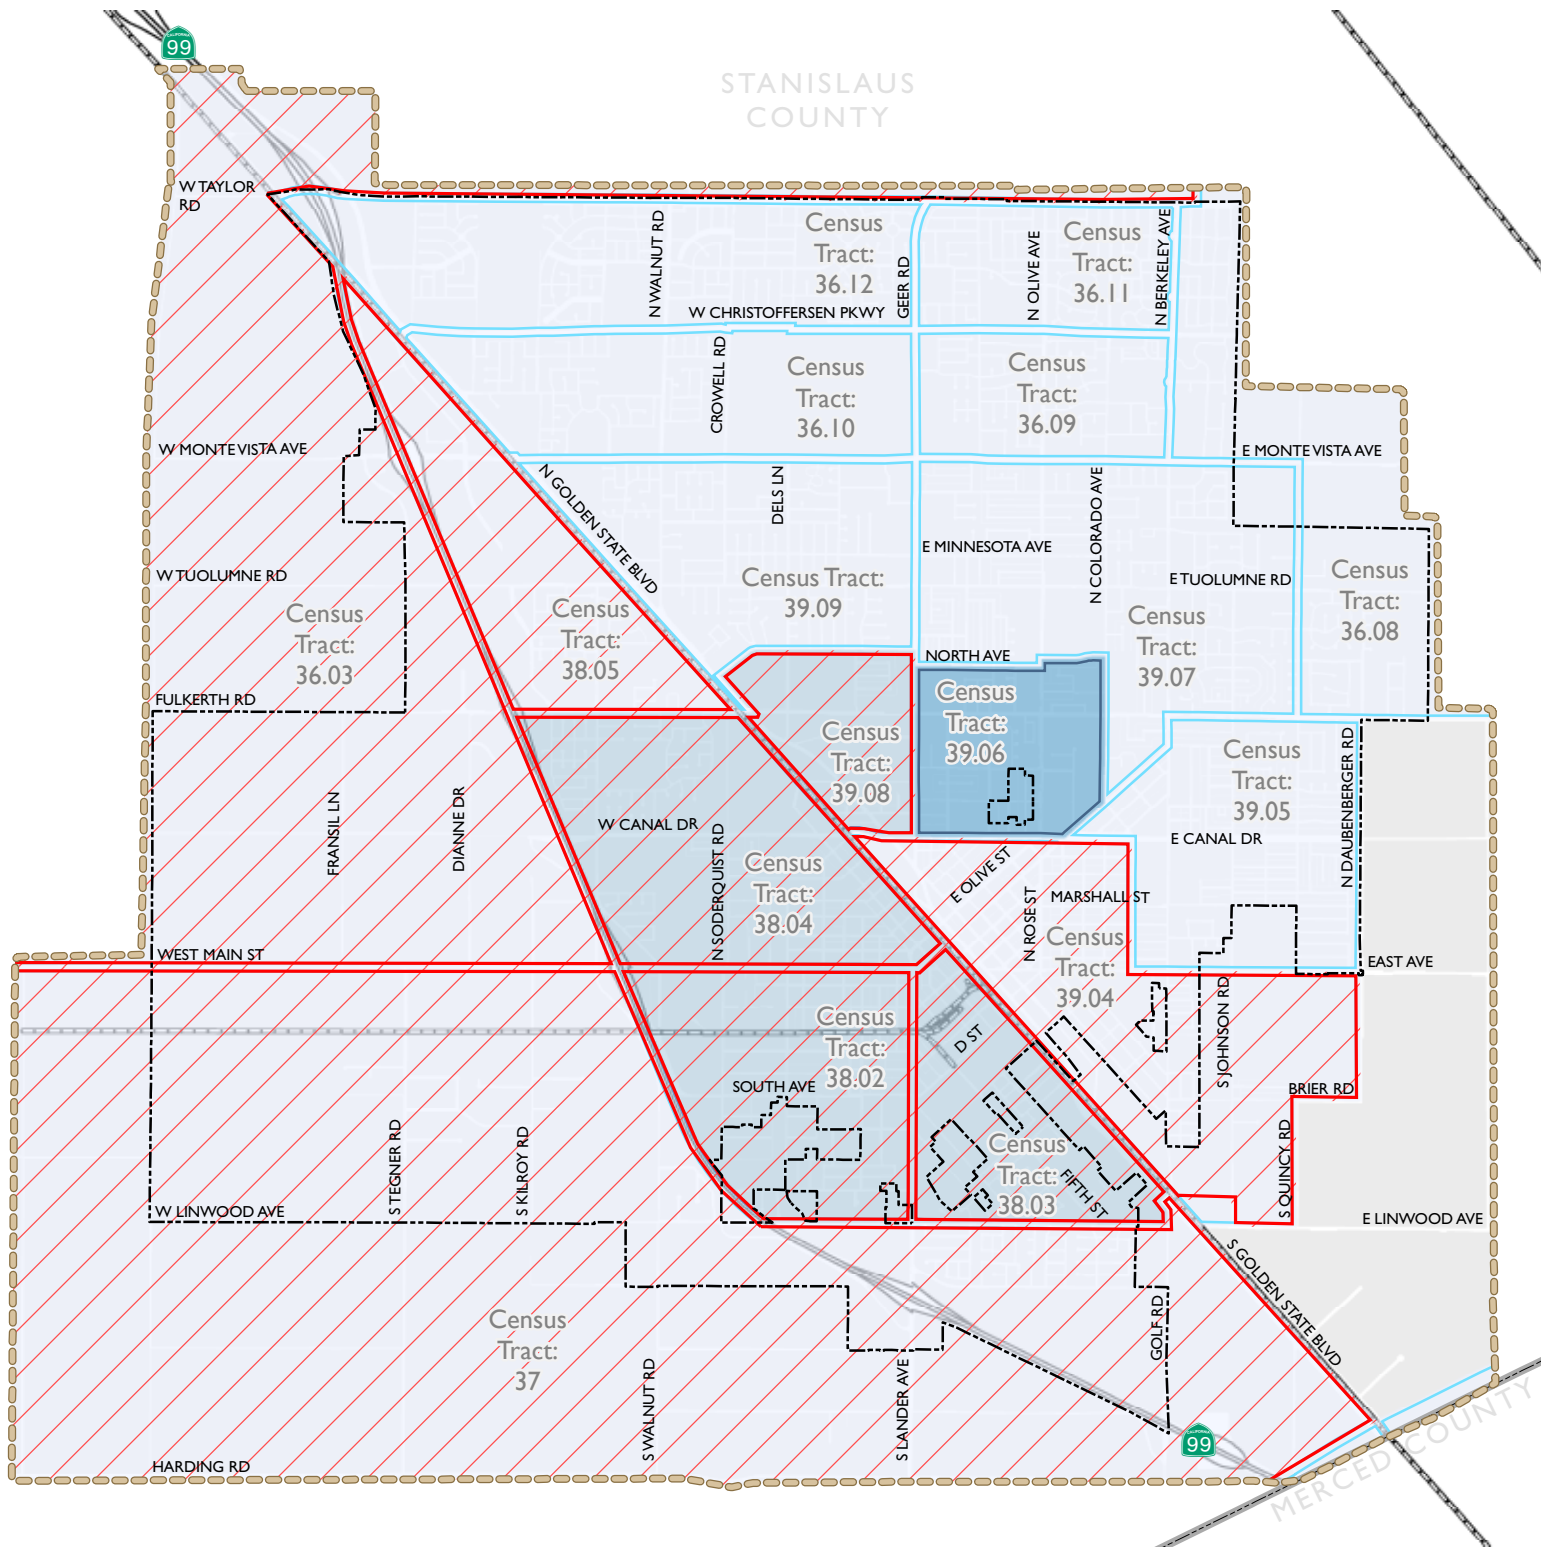 CALIFORNIA
99
STANISLAUS
COUNTY
W TAYLOR
RD
N WALNUT RD
Census
Tract:
36.12
GEER RD
N OLIVE AVE
Census
Tract:
36.11
N BERKELEY AVE
W CHRISTOFFERSEN PKWY
CROWELL RD
Census
Tract:
36.10
Census
Tract:
36.09
W MONTE VISTA AVE
E MONTE VISTA AVE
N GOLDEN STATE BLVD
DELS LN
N COLORADO AVE
E MINNESOTA AVE
W TUOLUMNE RD
Census Tract:
39.09
E TUOLUMNE RD
Census
Tract:
36.08
Census
Tract:
36.03
Census
Tract:
38.05
Census
Tract:
39.07
NORTH AVE
FULKERTH RD
Census
Tract:
39.06
Census
Tract:
39.08
Census
Tract:
39.05
N DAUBENBERGER RD
FRANSIL LN
DIANNE DR
W CANAL DR
N SODERQUIST RD
E CANAL DR
Census
Tract:
38.04
E OLIVE ST
N ROSE ST
MARSHALL ST
Census
Tract:
39.04
WEST MAIN ST
EAST AVE
Census
Tract:
38.02
D ST
S JOHNSON RD
SOUTH AVE
BRIER RD
S TEGNER RD
S KILROY RD
Census
Tract:
38.03
FIFTH ST
S QUINCY RD
W LINWOOD AVE
E LINWOOD AVE
S GOLDEN STATE BLVD
Census
Tract:
37
GOLF RD
S WALNUT RD
S LANDER AVE
CALIFORNIA
99
HARDING RD
MERCED COUNTY